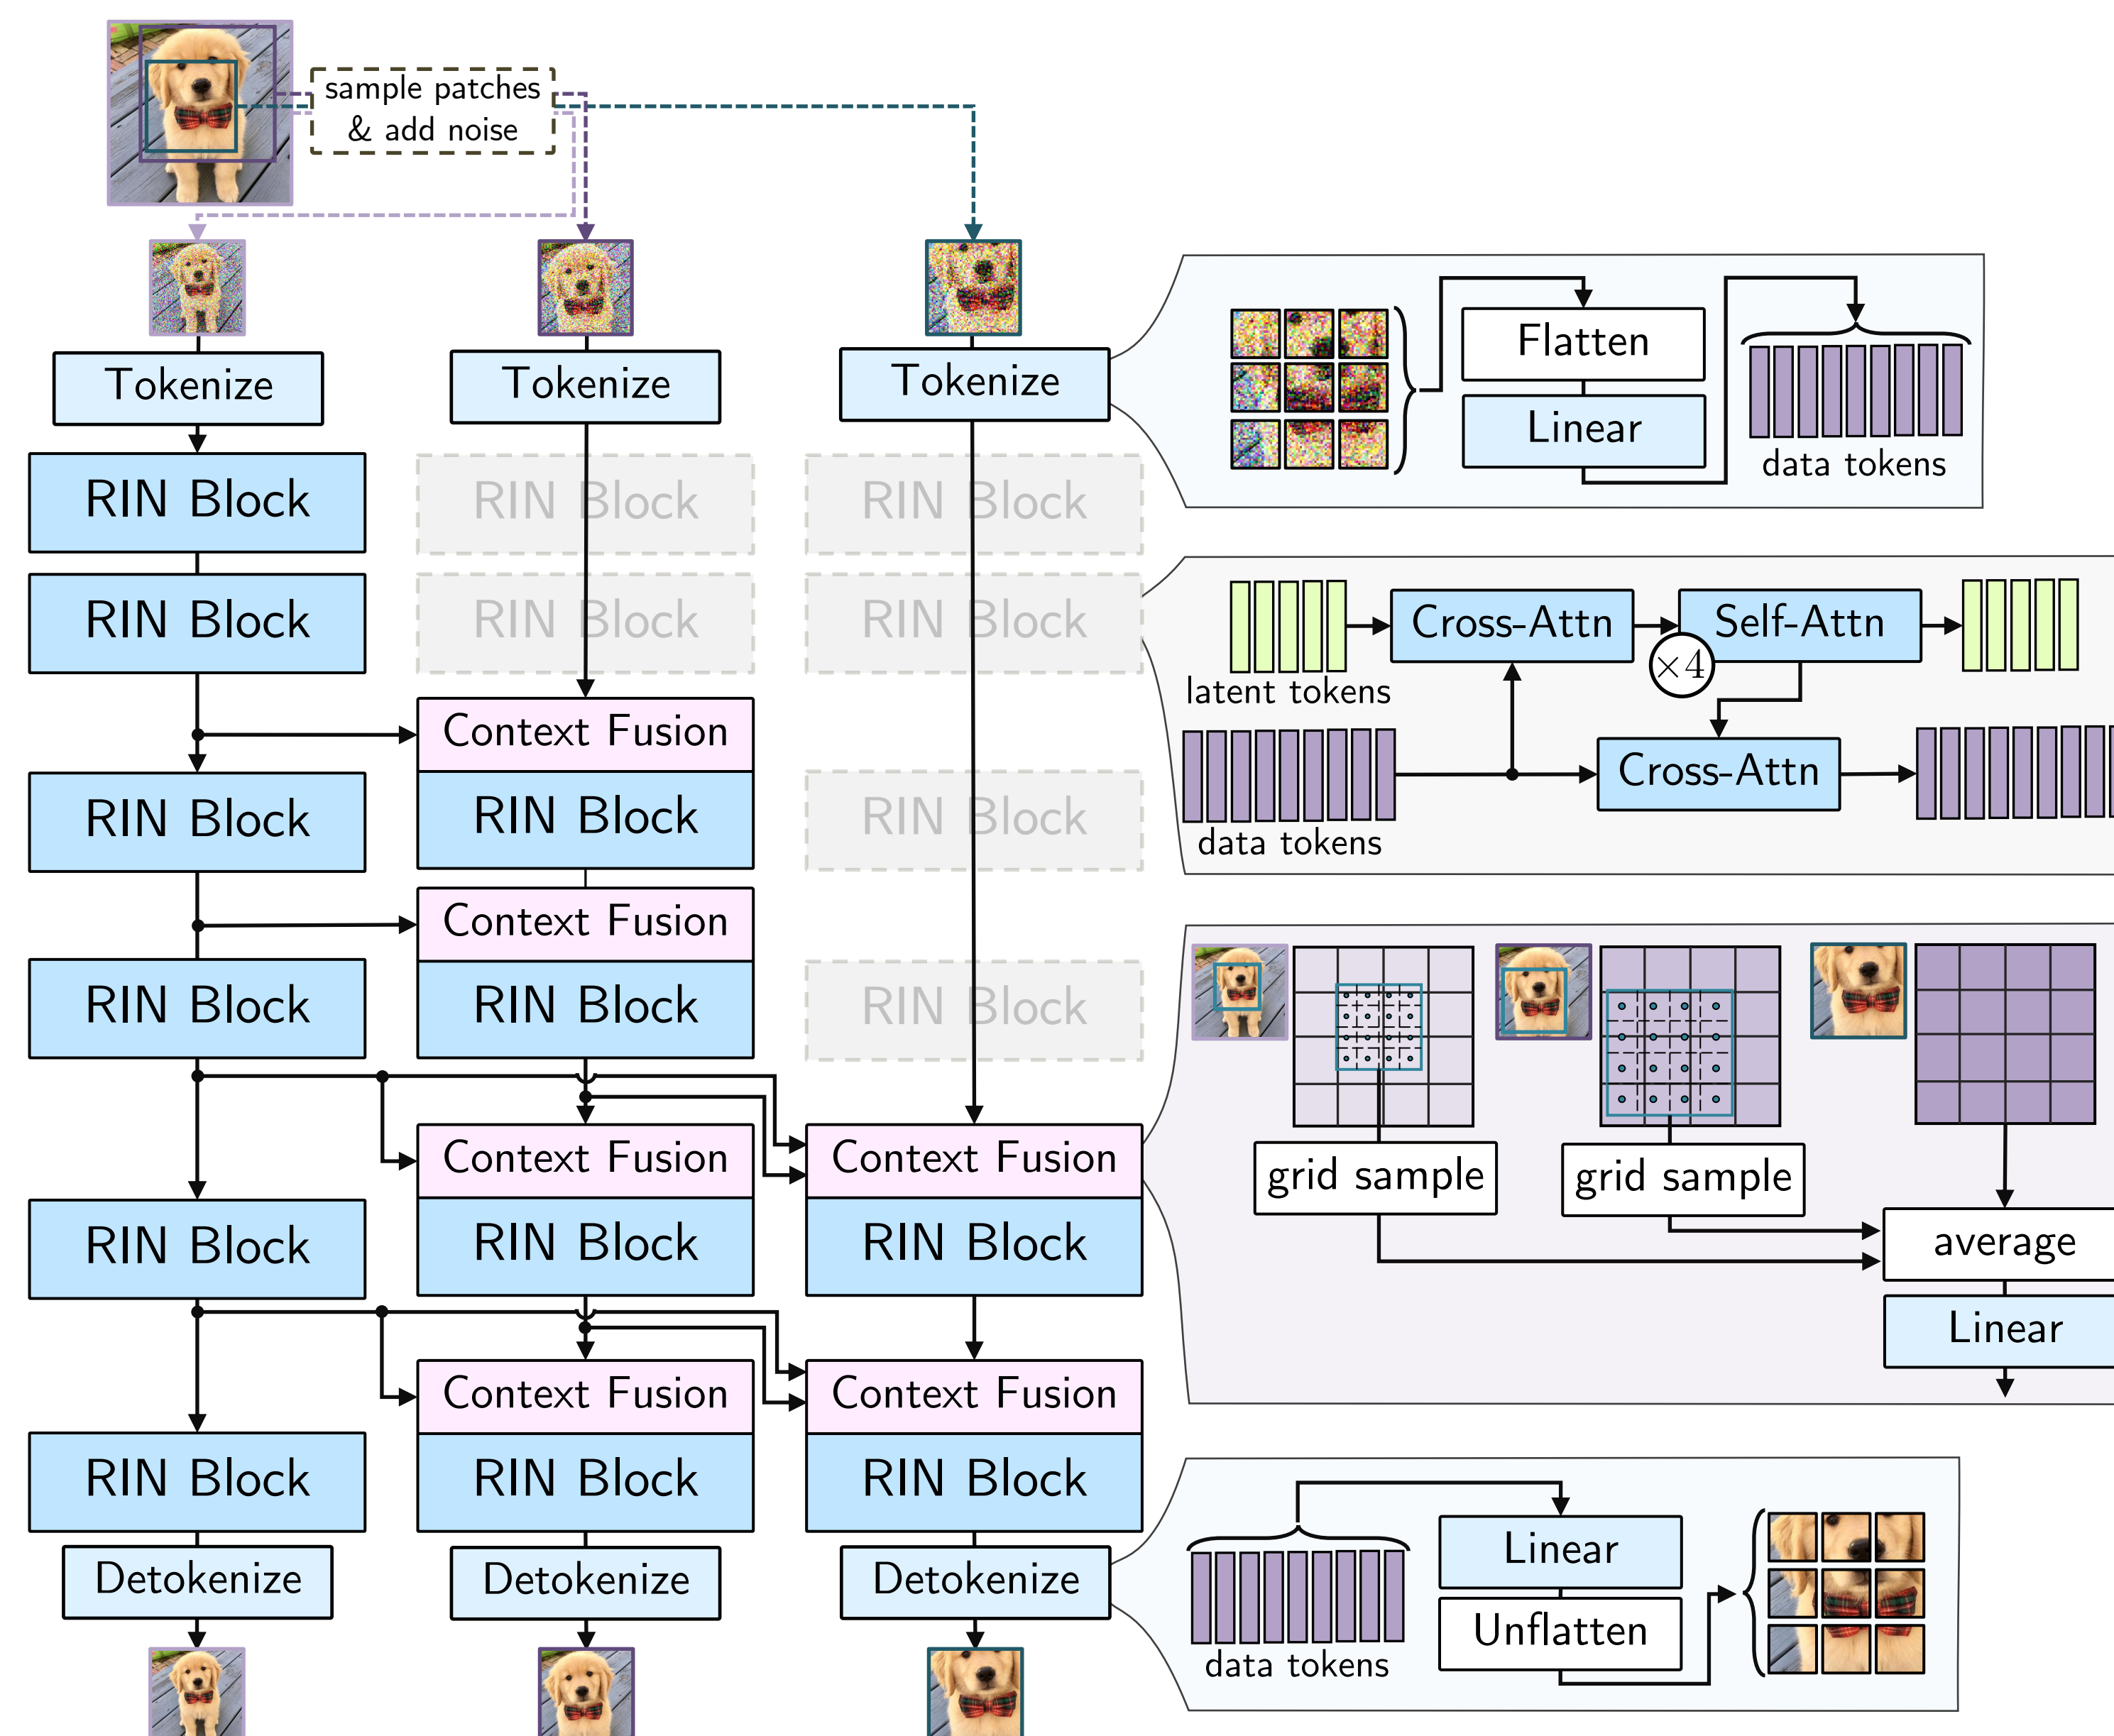 sample patches
& add noise
Tokenize
Tokenize
Tokenize
RIN Block
RIN Block
RIN Block
RIN Block
RIN Block
RIN Block
Context Fusion
RIN Block
RIN Block
RIN Block
Context Fusion
RIN Block
RIN Block
RIN Block
Context Fusion
Context Fusion
RIN Block
RIN Block
RIN Block
Context Fusion
Context Fusion
RIN Block
RIN Block
RIN Block
Detokenize
Detokenize
Detokenize
Flatten
Linear
data tokens
Cross-Attn
Self-Attn
×4
latent tokens
Cross-Attn
data tokens
grid sample
grid sample
average
Linear
Linear
Unflatten
data tokens